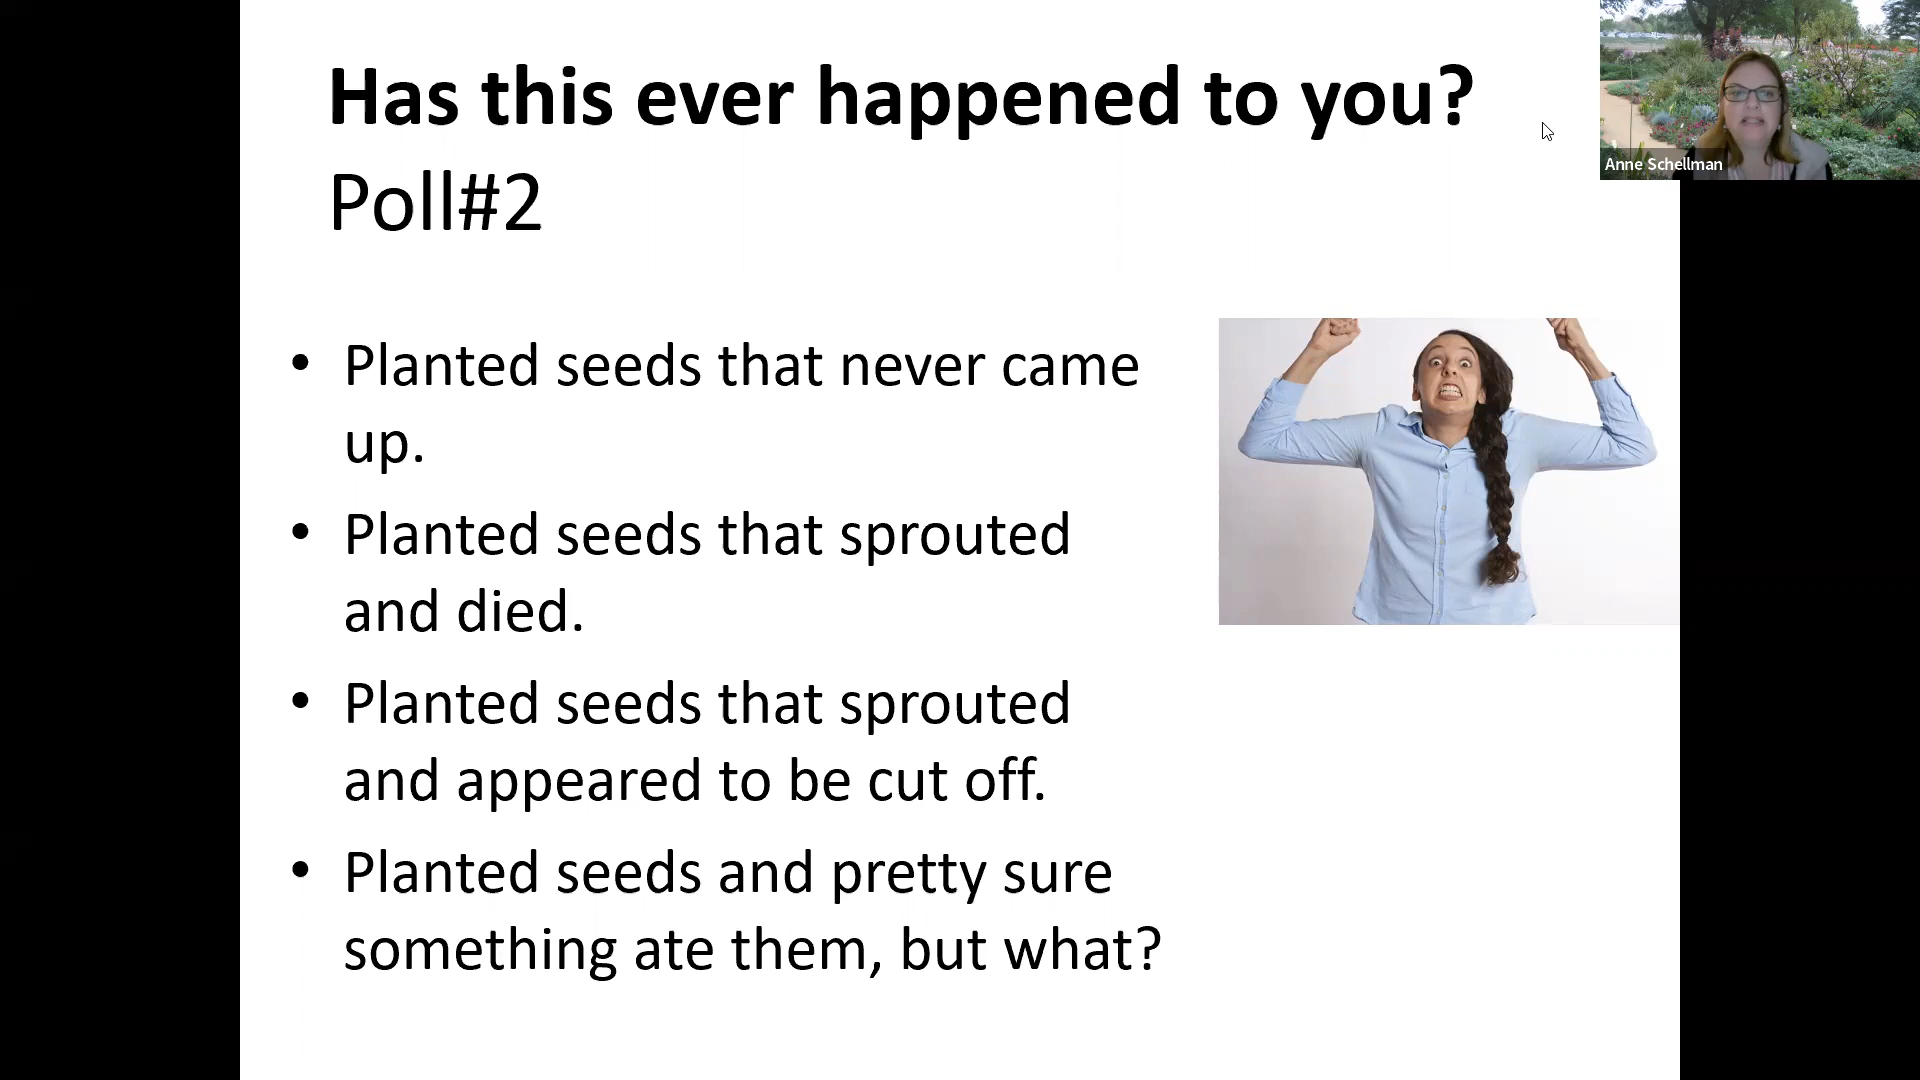 Has this ever happened to you?
Poll#2
Anne Schellman
• Planted seeds that never came
up.
• Planted seeds that sprouted
and died.
• Planted seeds that sprouted
and appeared to be cut off.
• Planted seeds and pretty sure
something ate them, but what?